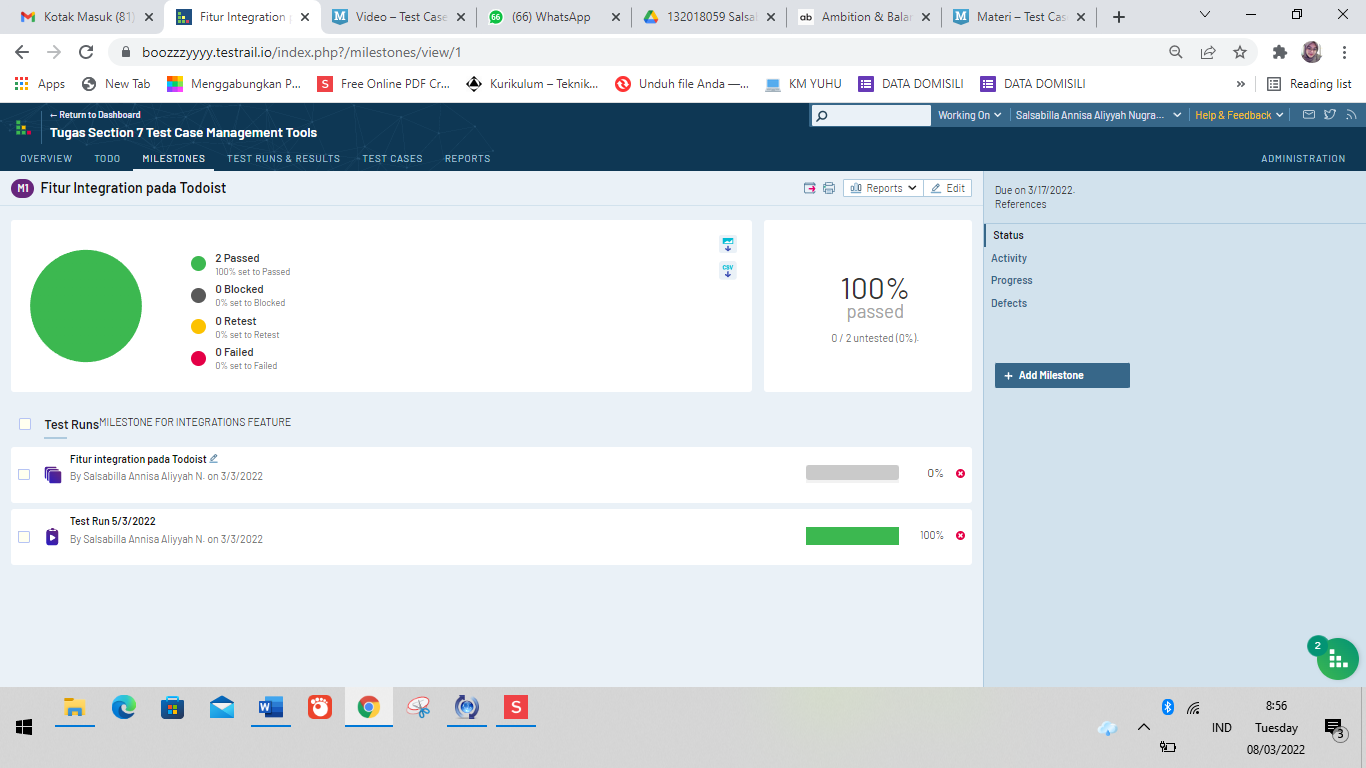 Kotak Masuk (81)
Fitur Integration p
Video – Test Case
(66) WhatsApp
132018059 Salsa
Ambition & Bala
Materi – Test Cas
boozzzyyyy.testrail.io/index.php?/milestones/view/1
Apps
New Tab
Menggabungkan P...
Free Online PDF Cr...
Kurikulum – Teknik...
Unduh file Anda —...
KM YUHU
DATA DOMISILI
DATA DOMISILI
»
Reading list
← Return to Dashboard
Tugas Section 7 Test Case Management Tools
Working On
Salsabilla Annisa Aliyyah Nugra...
Help & Feedback
OVERVIEW
TODO
MILESTONES
TEST RUNS & RESULTS
TEST CASES
REPORTS
ADMINISTRATION
M1
Fitur Integration pada Todoist
Reports
Edit
Due on 3/17/2022.
References
2 Passed
100% set to Passed
0 Blocked
0% set to Blocked
0 Retest
0% set to Retest
0 Failed
0% set to Failed
CSV
100%
passed
0 / 2 untested (0%).
Status
Activity
Progress
Defects
+ Add Milestone
Test Runs
MILESTONE FOR INTEGRATIONS FEATURE
Fitur integration pada Todoist
By Salsabilla Annisa Aliyyah N. on 3/3/2022
0%
Test Run 5/3/2022
By Salsabilla Annisa Aliyyah N. on 3/3/2022
100%
2
8:56
IND
Tuesday
08/03/2022
3